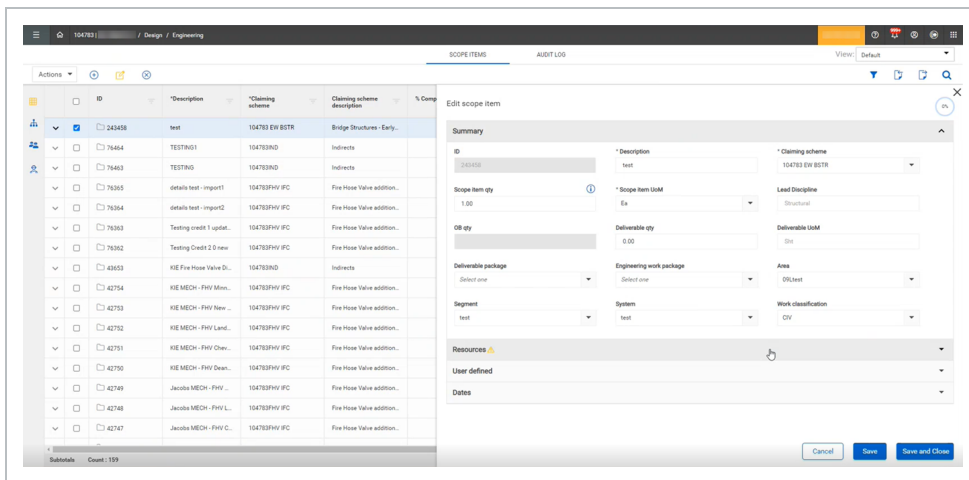 104783 | / Design / Engineering
99+
SCOPE ITEMS AUDIT LOG View: Default
Actions
ID *Description *Claiming scheme Claiming scheme description % Comp
243458 test 104783 EW BSTR Bridge Structures - Early...
76464 TESTING1 104783IND Indirects
76463 TESTING 104783IND Indirects
76365 details test - import1 104783FHV IFC Fire Hose Valve addition...
76364 details test - import2 104783FHV IFC Fire Hose Valve addition...
76363 Testing credit 1 updat... 104783FHV IFC Fire Hose Valve addition...
76362 Testing Credit 2 0 new 104783FHV IFC Fire Hose Valve addition...
43653 KIE Fire Hose Valve Dr... 104783IND Indirects
42754 KIE MECH - FHV Minn... 104783FHV IFC Fire Hose Valve addition...
42753 KIE MECH - FHV New ... 104783FHV IFC Fire Hose Valve addition...
42752 KIE MECH - FHV Land... 104783FHV IFC Fire Hose Valve addition...
42751 KIE MECH - FHV Chev... 104783FHV IFC Fire Hose Valve addition...
42750 KIE MECH - FHV Dean... 104783FHV IFC Fire Hose Valve addition...
42749 Jacobs MECH - FHV ... 104783FHV IFC Fire Hose Valve addition...
42748 Jacobs MECH - FHV L... 104783FHV IFC Fire Hose Valve addition...
42747 Jacobs MECH - FHV C... 104783FHV IFC Fire Hose Valve addition...
Subtotals Count : 159
Edit scope item 0%
Summary
ID * Description * Claiming scheme
243458 test 104783 EW BSTR
Scope item qty * Scope item UoM Lead Discipline
1.00 Ea Structural
OB qty Deliverable qty Deliverable UoM
0.00 Sht
Deliverable package Engineering work package Area
Select one Select one 09Ltest
Segment System Work classification
test test CIV
Resources
User defined
Dates
Cancel Save Save and Close